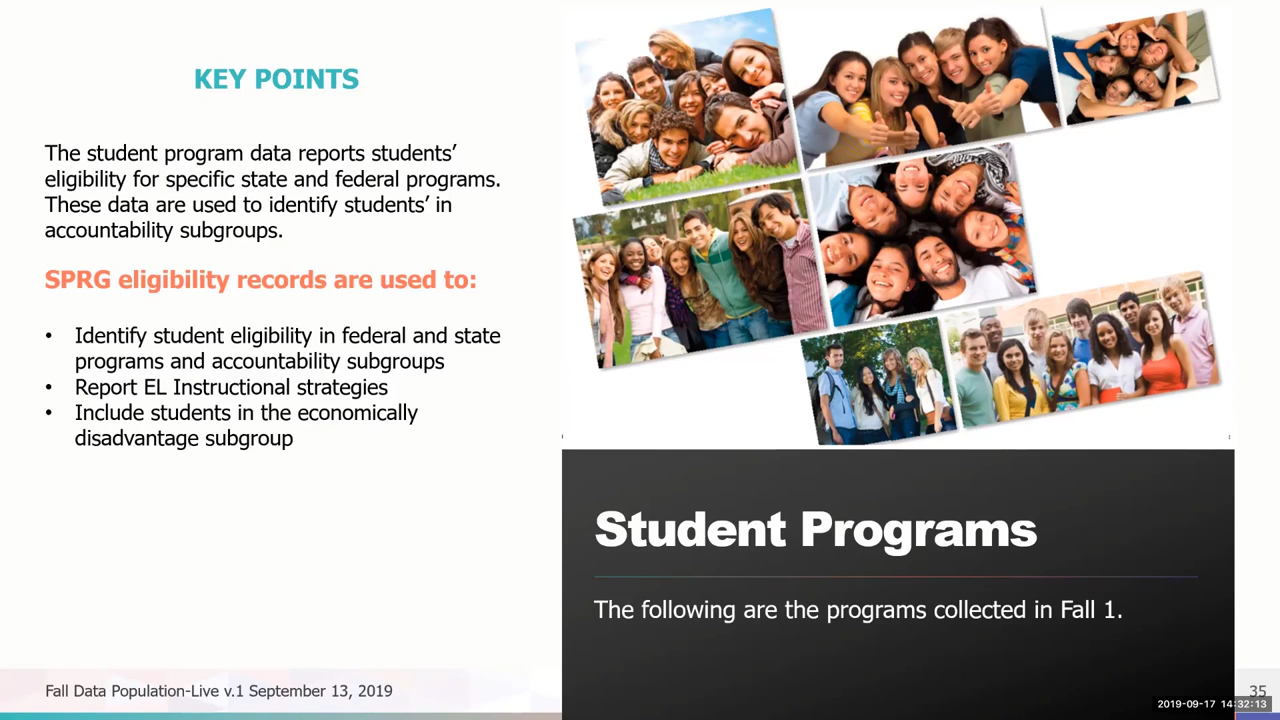 KEY POINTS
The student program data reports students’
eligibility for specific state and federal programs.
These data are used to identify students’ in
accountability subgroups.
SPRG eligibility records are used to:
• Identify student eligibility in federal and state
programs and accountability subgroups
• Report EL Instructional strategies
• Include students in the economically
disadvantage subgroup
Student Programs
The following are the programs collected in Fall 1.
Fall Data Population-Live v.1 September 13, 2019
35
2019-09-17 14:32:13